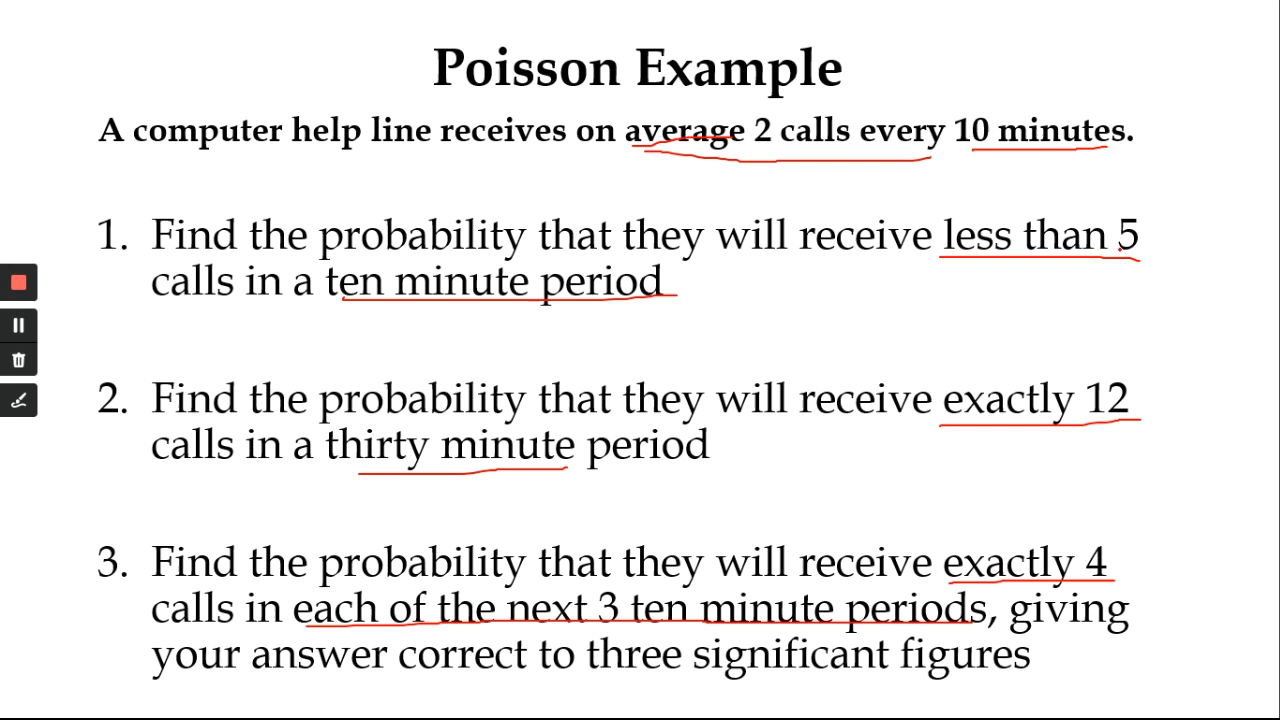 Poisson Example
A computer help line receives on average 2 calls every 10 minutes.
1. Find the probability that they will receive less than 5
calls in a ten minute period
2. Find the probability that they will receive exactly 12
calls in a thirty minute period
3. Find the probability that they will receive exactly 4
calls in each of the next 3 ten minute periods, giving
your answer correct to three significant figures